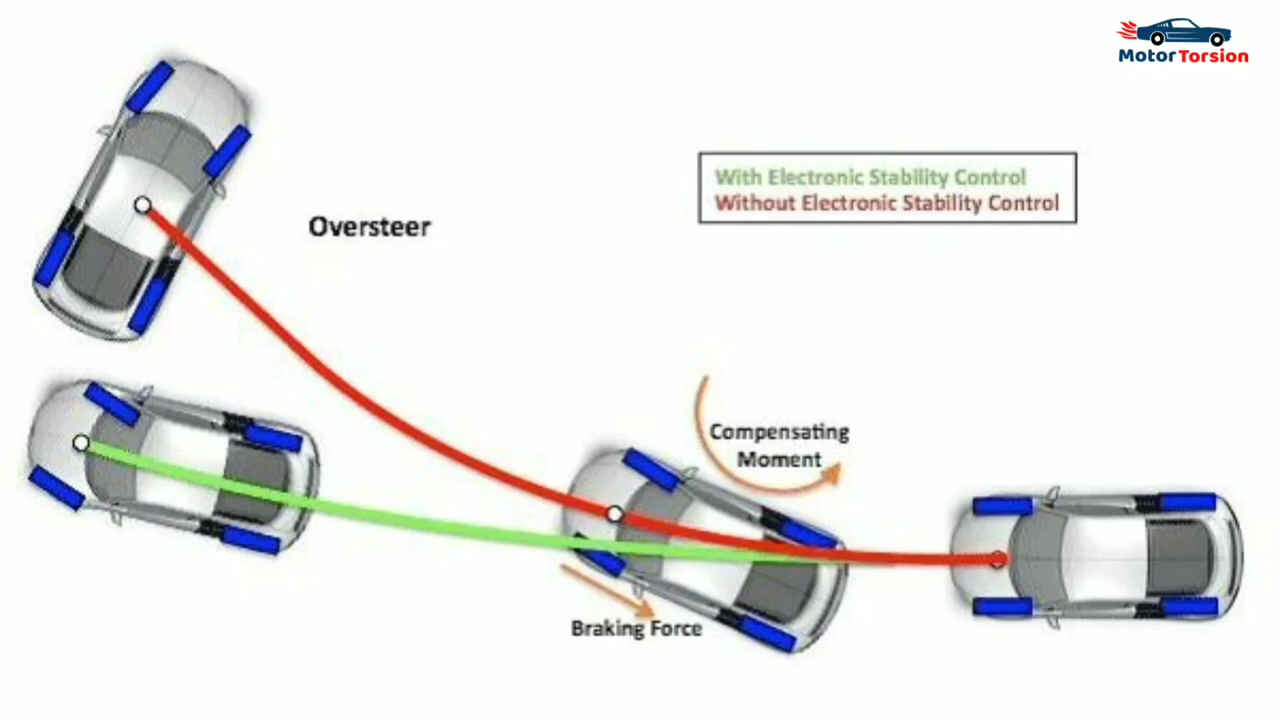 MotorTorsion
With Electronic Stability Control
Without Electronic Stability Control
Oversteer
Compensating
Moment
Braking Force